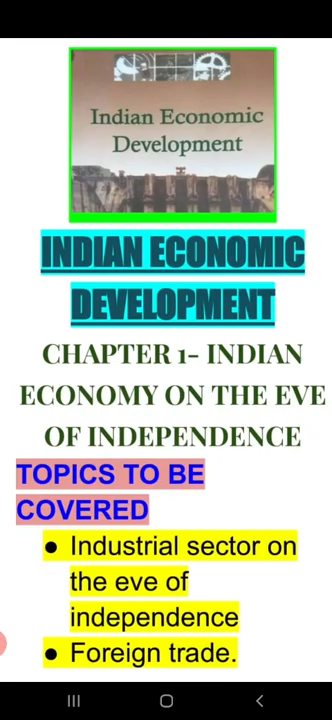 Indian Economic
Development
INDIAN ECONOMIC
DEVELOPMENT
CHAPTER 1- INDIAN
ECONOMY ON THE EVE
OF INDEPENDENCE
TOPICS TO BE
COVERED
● Industrial sector on
the eve of
independence
● Foreign trade.